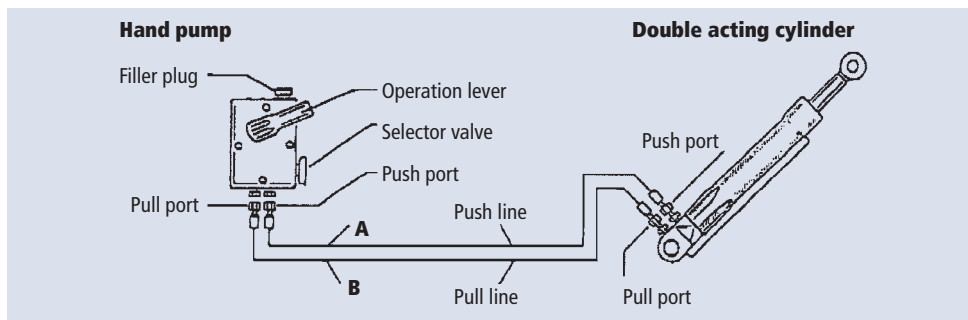 Hand pump
Double acting cylinder
Filler plug
Operation lever
Selector valve
Push port
Push port
Pull port
Push line
A
B
Pull line
Pull port